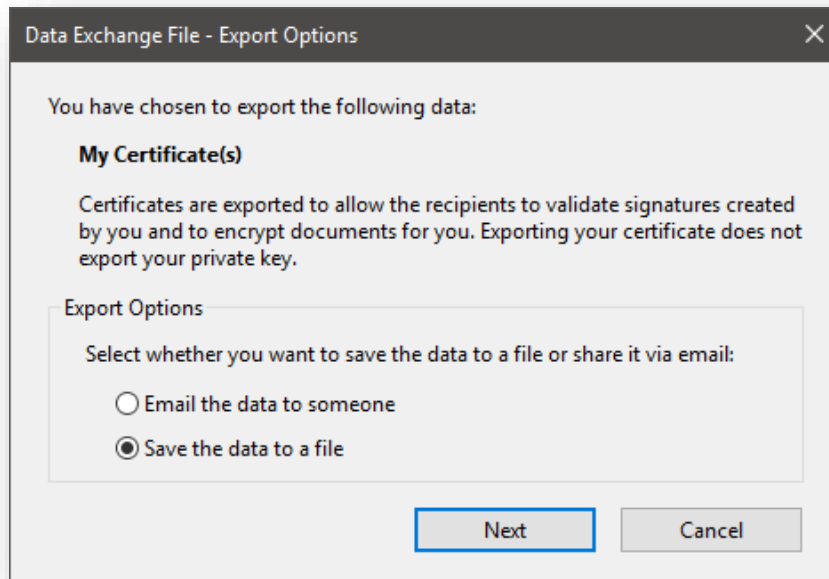 Data Exchange File - Export Options
You have chosen to export the following data:
My Certificate(s)
Certificates are exported to allow the recipients to validate signatures created
by you and to encrypt documents for you. Exporting your certificate does not
export your private key.
Export Options
Select whether you want to save the data to a file or share it via email:
Email the data to someone
Save the data to a file
Next
Cancel